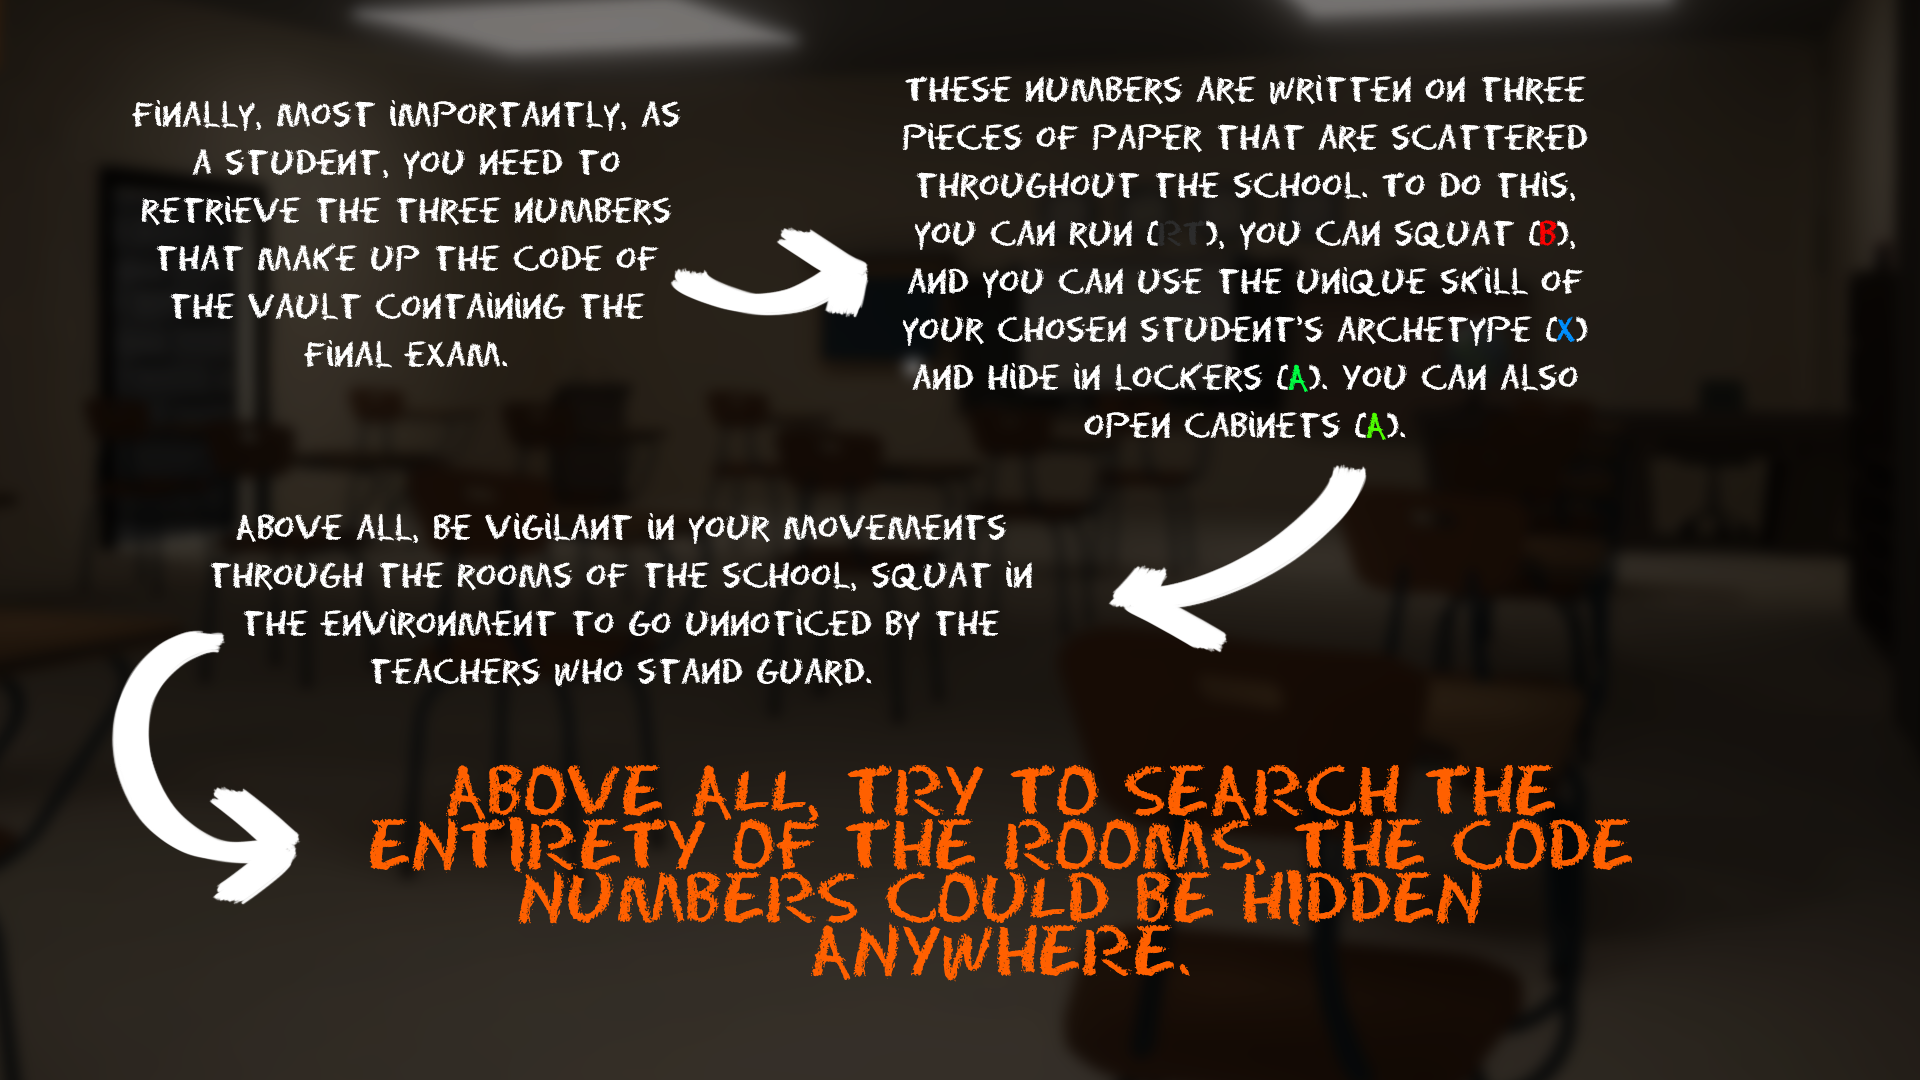 FINALLY, MOST IMPORTANTLY, AS
A STUDENT, YOU NEED TO
RETRIEVE THE THREE NUMBERS
THAT MAKE UP THE CODE OF
THE VAULT CONTAINING THE
FINAL EXAM.
THESE NUMBERS ARE WRITTEN ON THREE
PIECES OF PAPER THAT ARE SCATTERED
THROUGHOUT THE SCHOOL. TO DO THIS,
YOU CAN RUN (RT), YOU CAN SQUAT (B),
AND YOU CAN USE THE UNIQUE SKILL OF
YOUR CHOSEN STUDENT'S ARCHETYPE (X)
AND HIDE IN LOCKERS (A). YOU CAN ALSO
OPEN CABINETS (A).
ABOVE ALL, BE VIGILANT IN YOUR MOVEMENTS
THROUGH THE ROOMS OF THE SCHOOL, SQUAT IN
THE ENVIRONMENT TO GO UNNOTICED BY THE
TEACHERS WHO STAND GUARD.
ABOVE ALL, TRY TO SEARCH THE
ENTIRETY OF THE ROOMS, THE CODE
NUMBERS COULD BE HIDDEN
ANYWHERE.